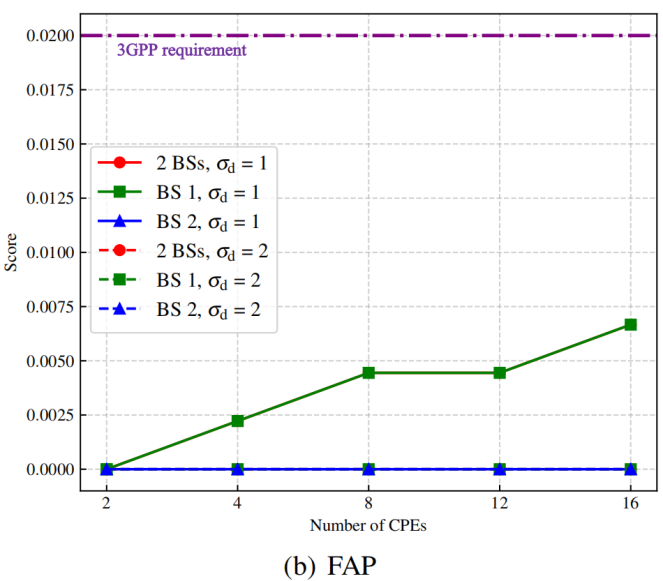 0.0200
3GPP requirement
0.0175
0.0150
2 BSs, σd = 1
BS 1, σd = 1
0.0125
BS 2, σd = 1
Score
0.0100
2 BSs, σd = 2
BS 1, σd = 2
0.0075
BS 2, σd = 2
0.0050
0.0025
0.0000
2 4 8 12 16
Number of CPEs
(b) FAP